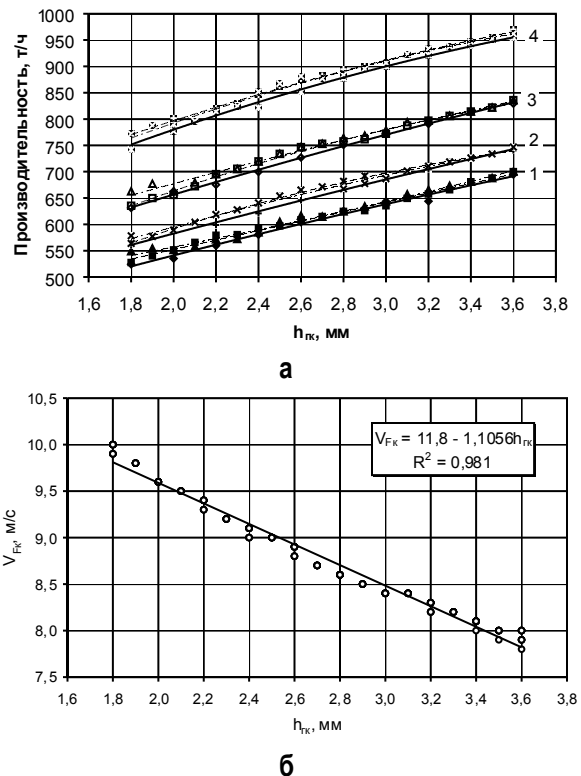 Производительность, т/ч
1000
950
900
850
800
750
700
650
600
550
500
4
3
2
1
1,6 1,8 2,0 2,2 2,4 2,6 2,8 3,0 3,2 3,4 3,6 3,8
hгк, мм
а
VFк, м/с
10,5
10,0
9,5
9,0
8,5
8,0
7,5
VFк = 11,8 - 1,1056hгк
R² = 0,981
1,6 1,8 2,0 2,2 2,4 2,6 2,8 3,0 3,2 3,4 3,6 3,8
hгк, мм
б